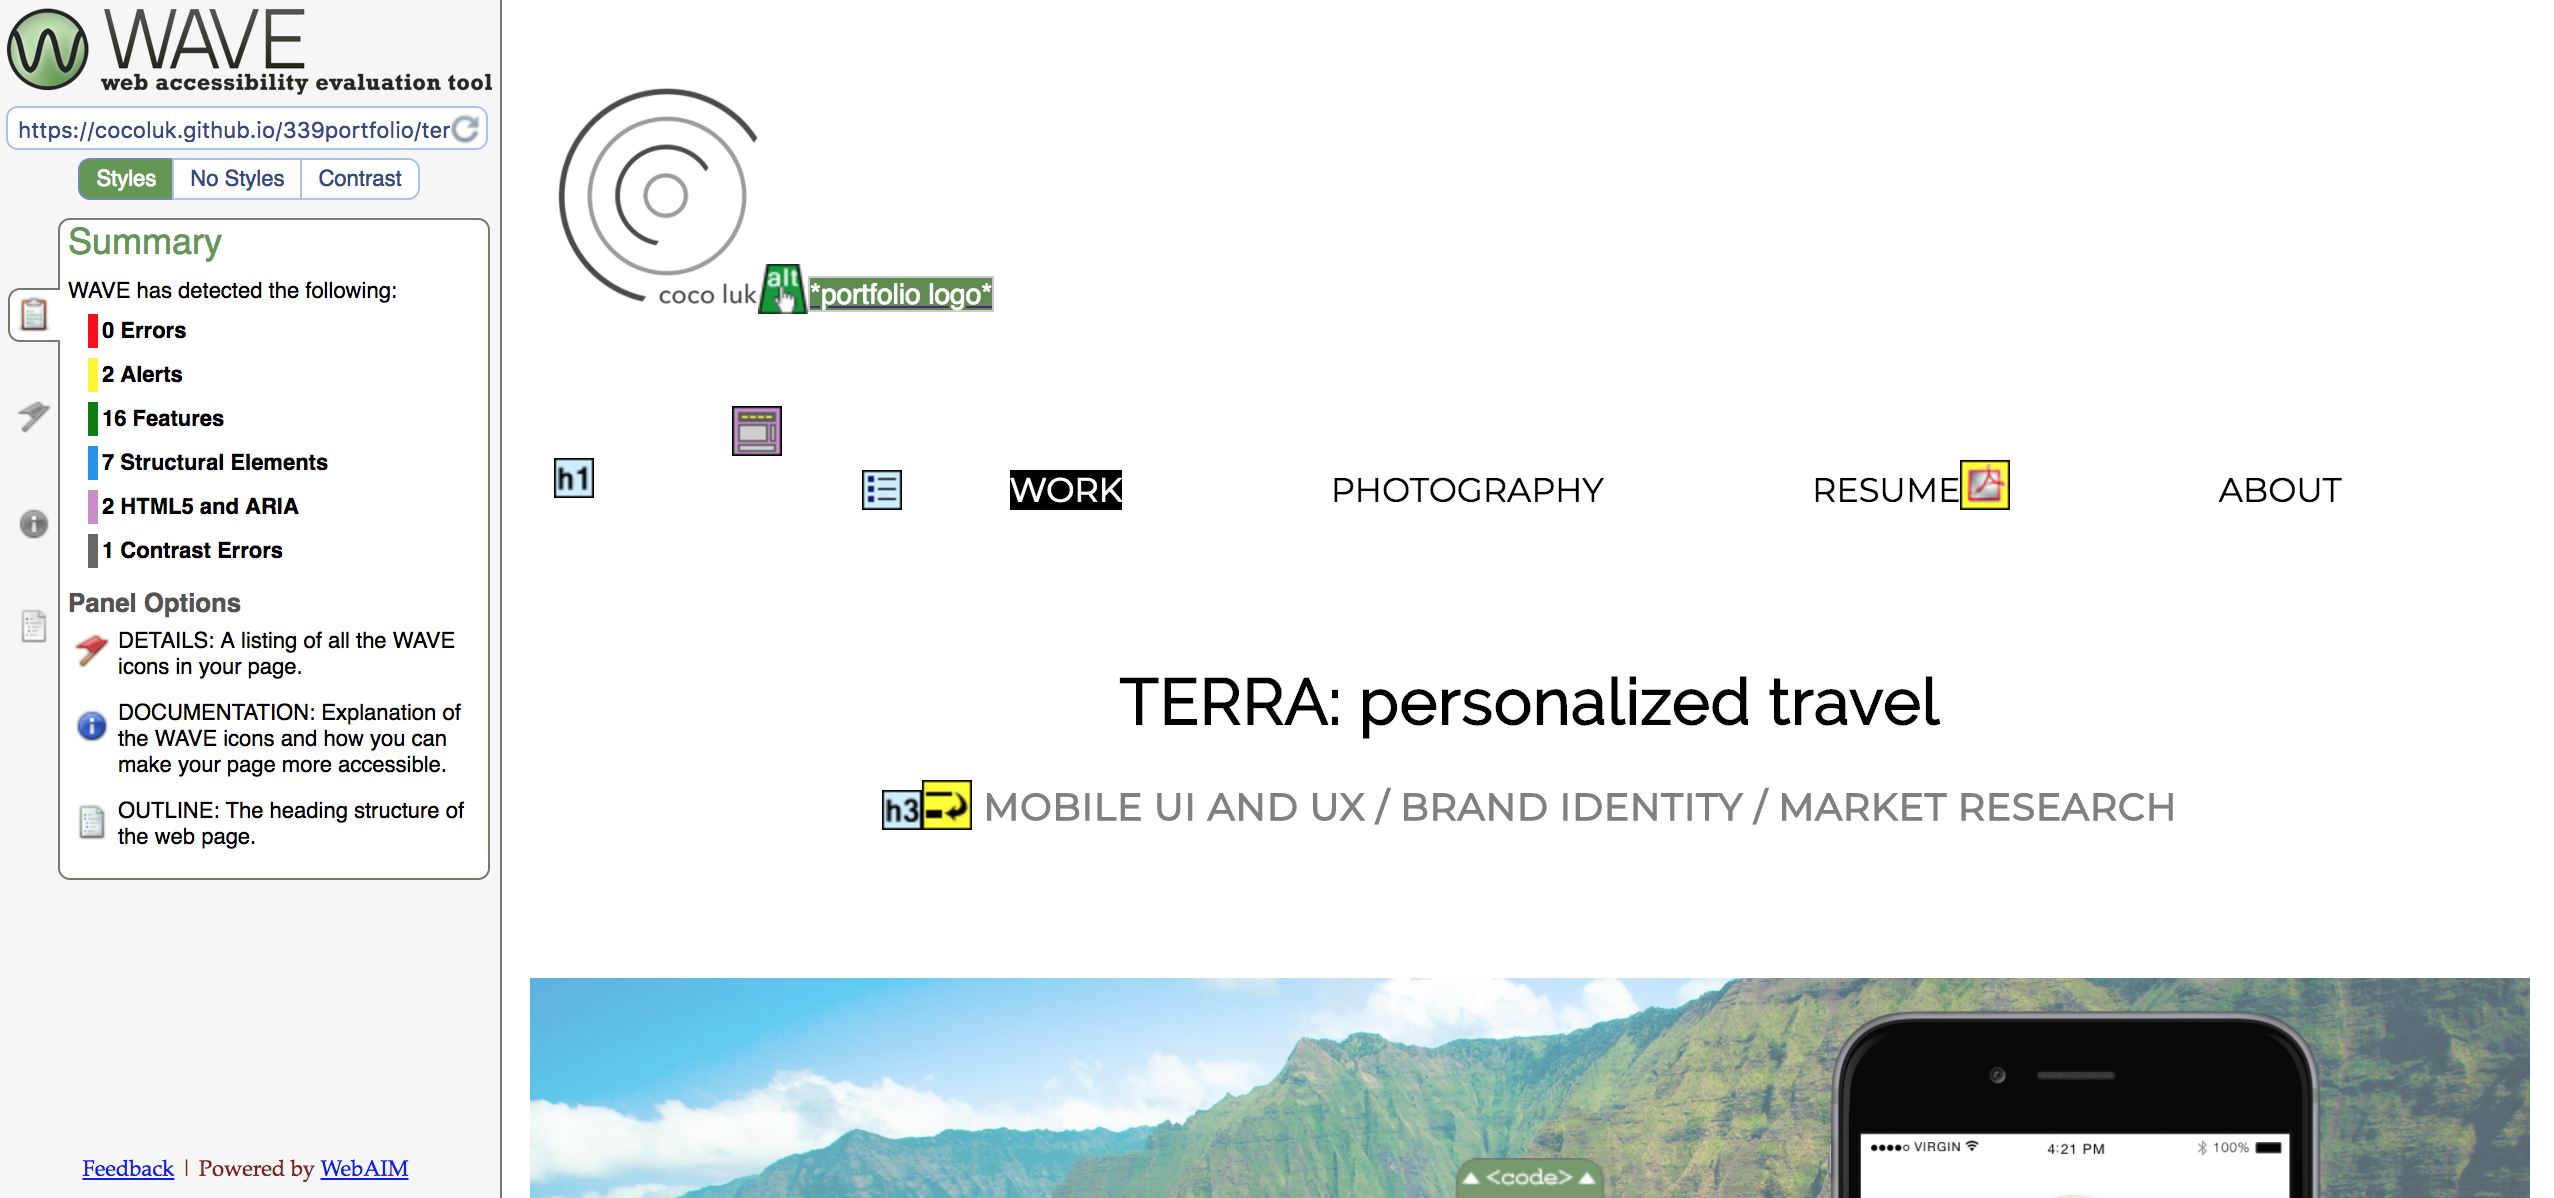 WAVE
web accessibility evaluation tool
https://cocoluk.github.io/339portfolio/ter
Styles No Styles Contrast
Summary
WAVE has detected the following:
0 Errors
2 Alerts
16 Features
7 Structural Elements
2 HTML5 and ARIA
1 Contrast Errors
Panel Options
DETAILS: A listing of all the WAVE
icons in your page.
DOCUMENTATION: Explanation of
the WAVE icons and how you can
make your page more accessible.
OUTLINE: The heading structure of
the web page.
Feedback | Powered by WebAIM
coco luk alt *portfolio logo*
h1 WORK PHOTOGRAPHY RESUME ABOUT
TERRA: personalized travel
h3 MOBILE UI AND UX / BRAND IDENTITY / MARKET RESEARCH
VIRGIN 4:21 PM 100%
<code>